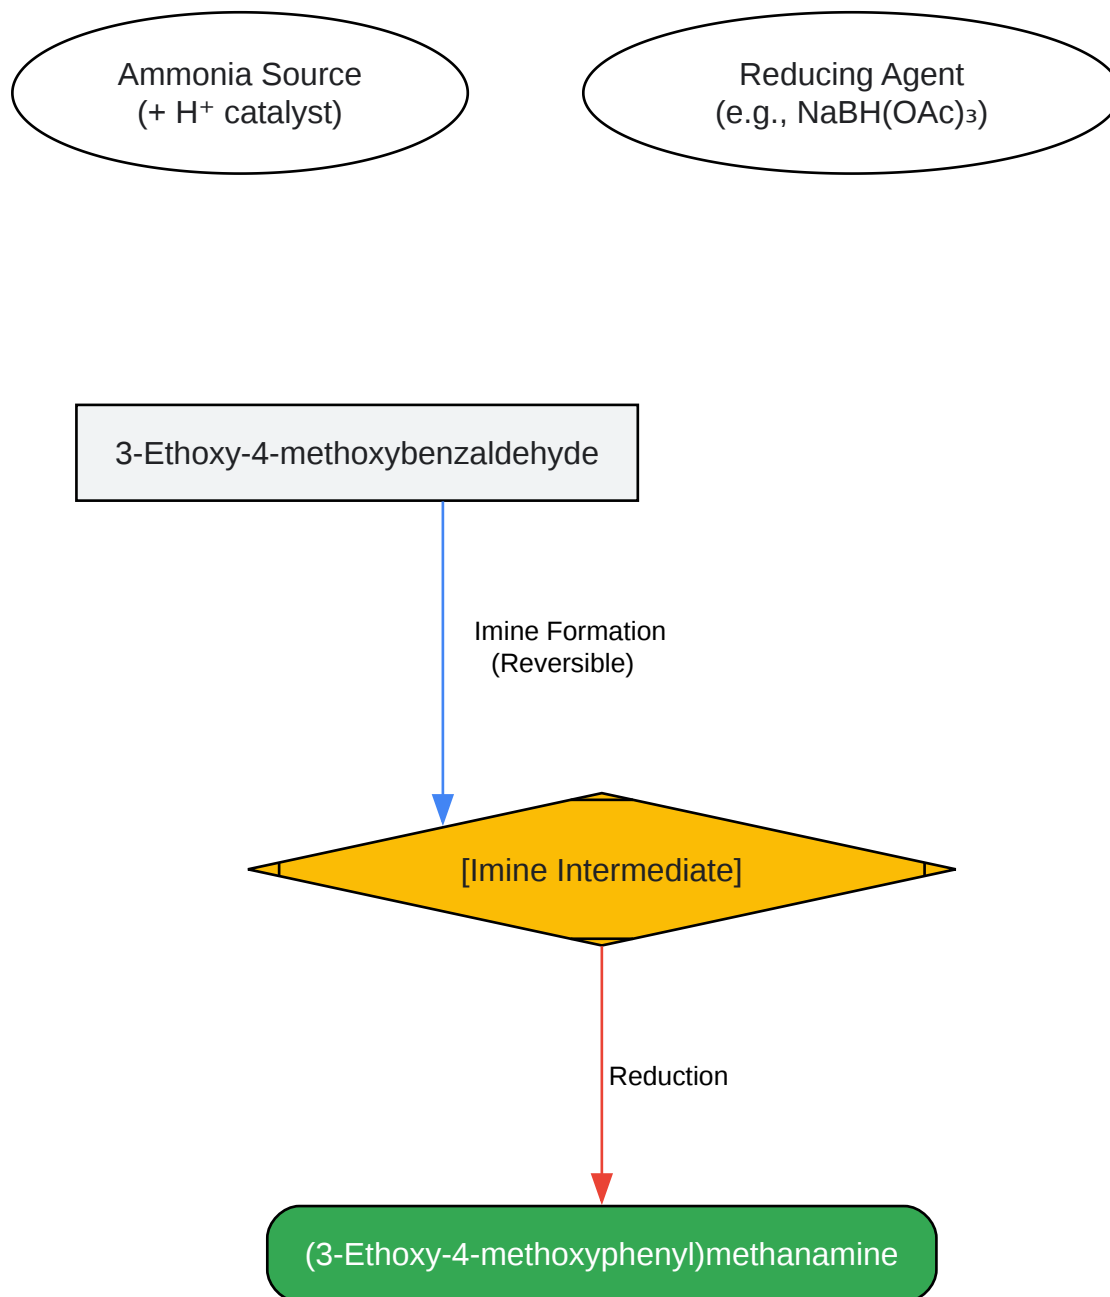 Ammonia Source
(+ H⁺ catalyst)
Reducing Agent
(e.g., NaBH(OAc)₃)
3-Ethoxy-4-methoxybenzaldehyde
Imine Formation
(Reversible)
[Imine Intermediate]
Reduction
(3-Ethoxy-4-methoxyphenyl)methanamine